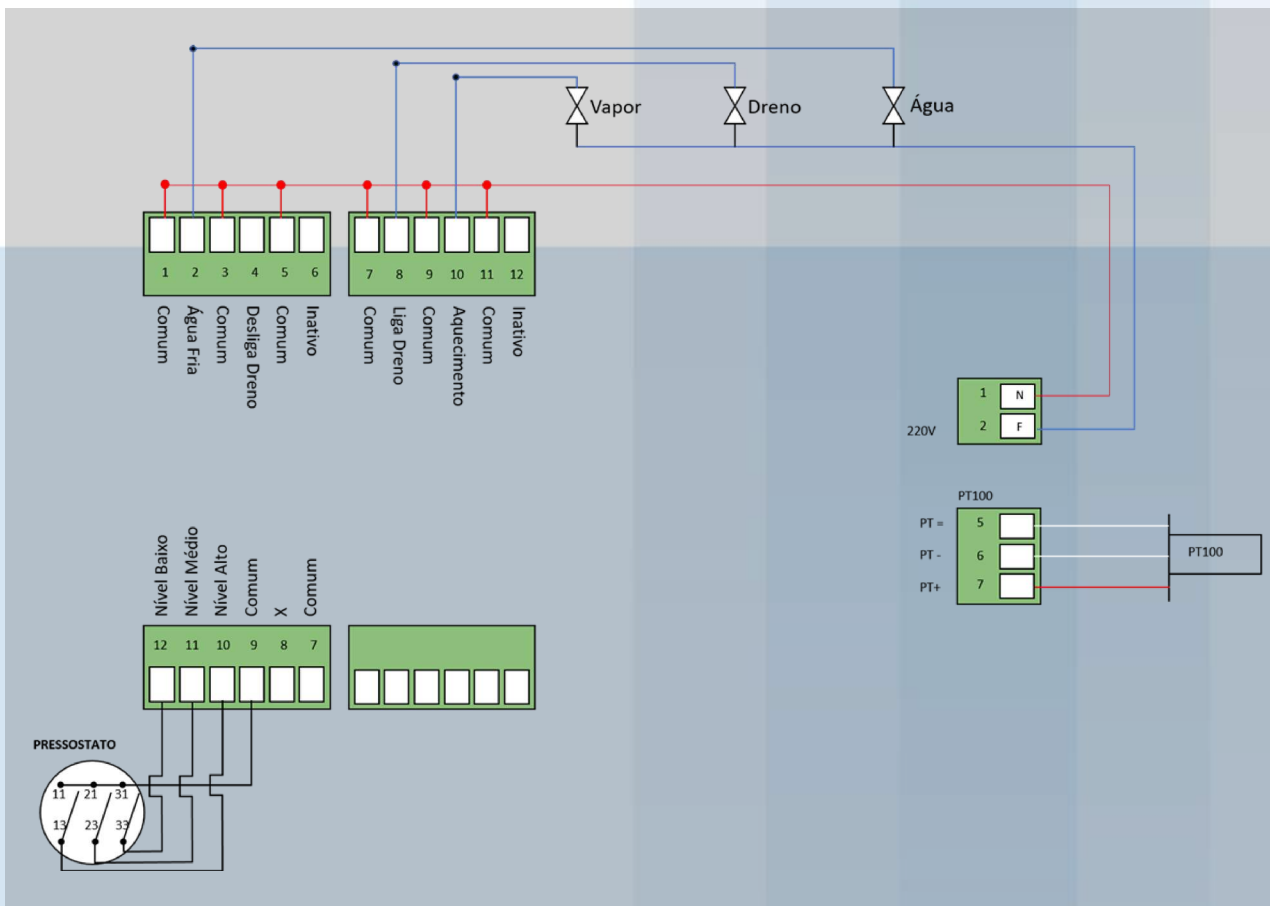 Vapor
Dreno
Água
1 2 3 4 5 6
7 8 9 10 11 12
Comum
Água Fria
Comum
Desliga Dreno
Comum
Inativo
Comum
Liga Dreno
Comum
Aquecimento
Comum
Inativo
1 N
220V 2 F
PT100
PT = 5
PT - 6
PT+ 7
PT100
Nível Baixo
Nível Médio
Nível Alto
Comum
X
Comum
12 11 10 9 8 7
PRESSOSTATO
11 21 31
13 23 33